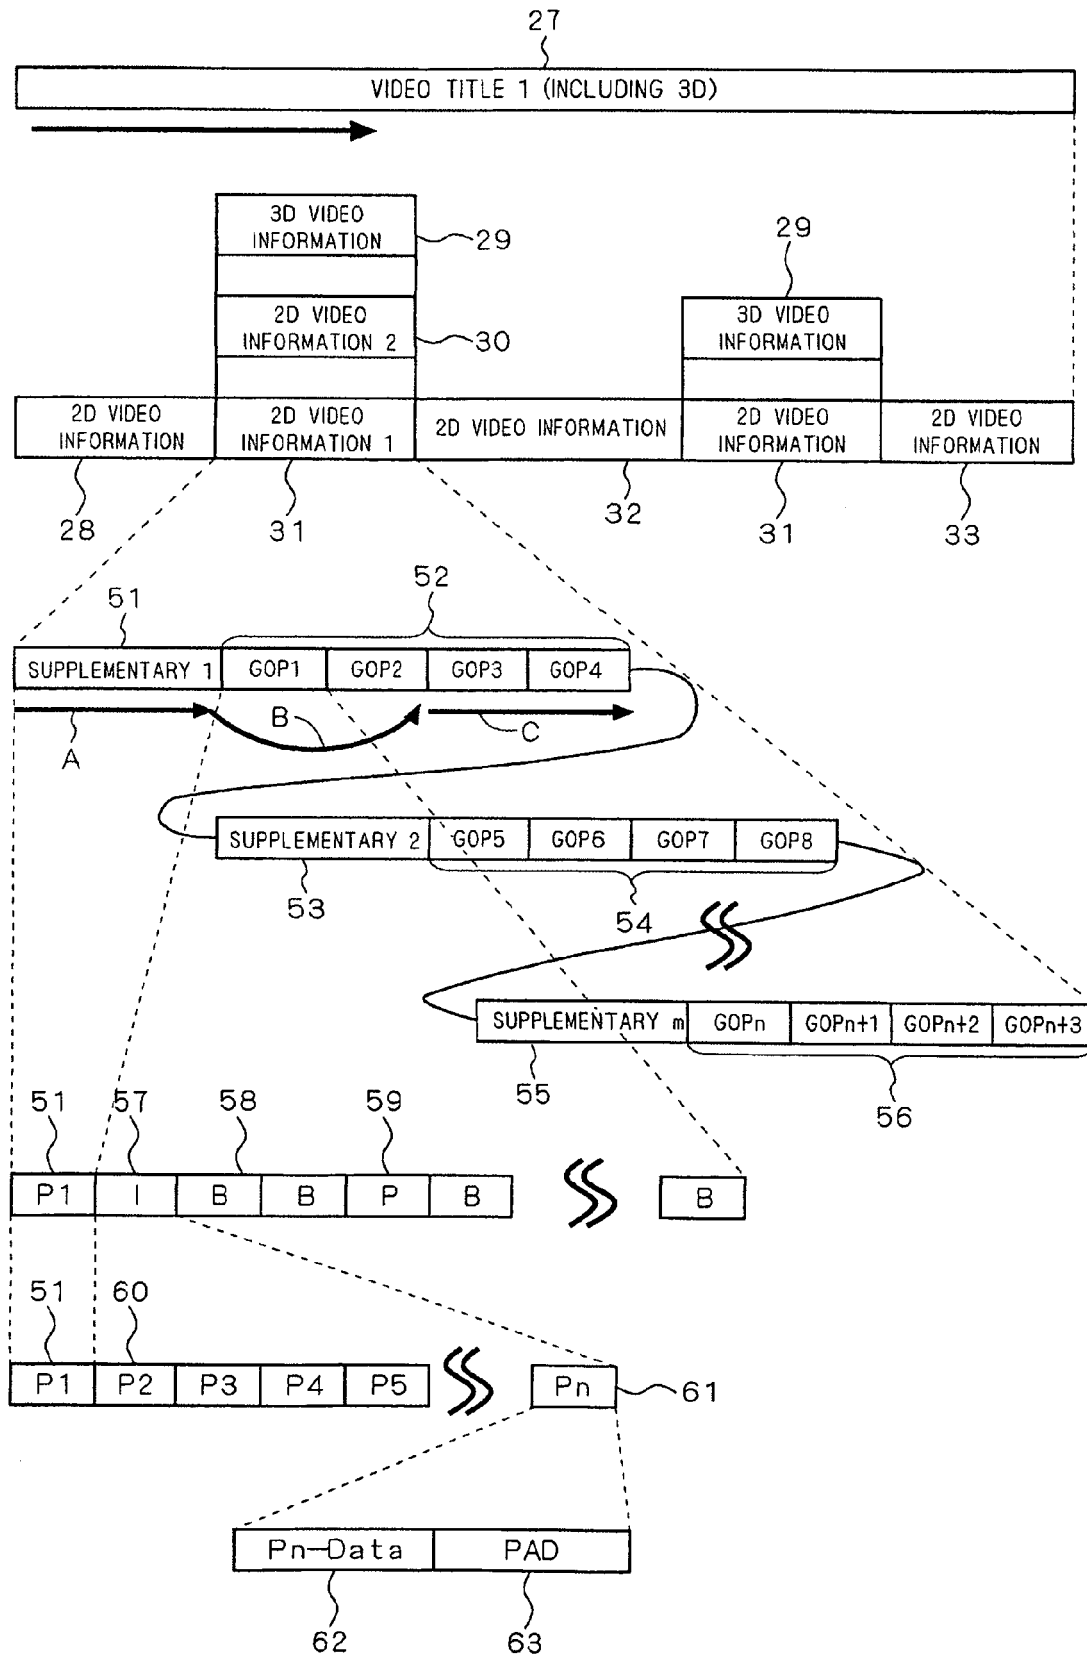 27
VIDEO TITLE 1 (INCLUDING 3D)
3D VIDEO
INFORMATION
29
29
2D VIDEO
INFORMATION 2
30
3D VIDEO
INFORMATION
2D VIDEO
INFORMATION
2D VIDEO
INFORMATION 1
2D VIDEO INFORMATION
2D VIDEO
INFORMATION
2D VIDEO
INFORMATION
28
31
32
31
33
51
52
SUPPLEMENTARY 1
GOP1
GOP2
GOP3
GOP4
A
B
C
SUPPLEMENTARY 2
GOP5
GOP6
GOP7
GOP8
53
54
SUPPLEMENTARY m
GOPn
GOPn+1
GOPn+2
GOPn+3
55
56
51
57
58
59
P1
I
B
B
P
B
B
51
60
P1
P2
P3
P4
P5
Pn
61
Pn-Data
PAD
62
63